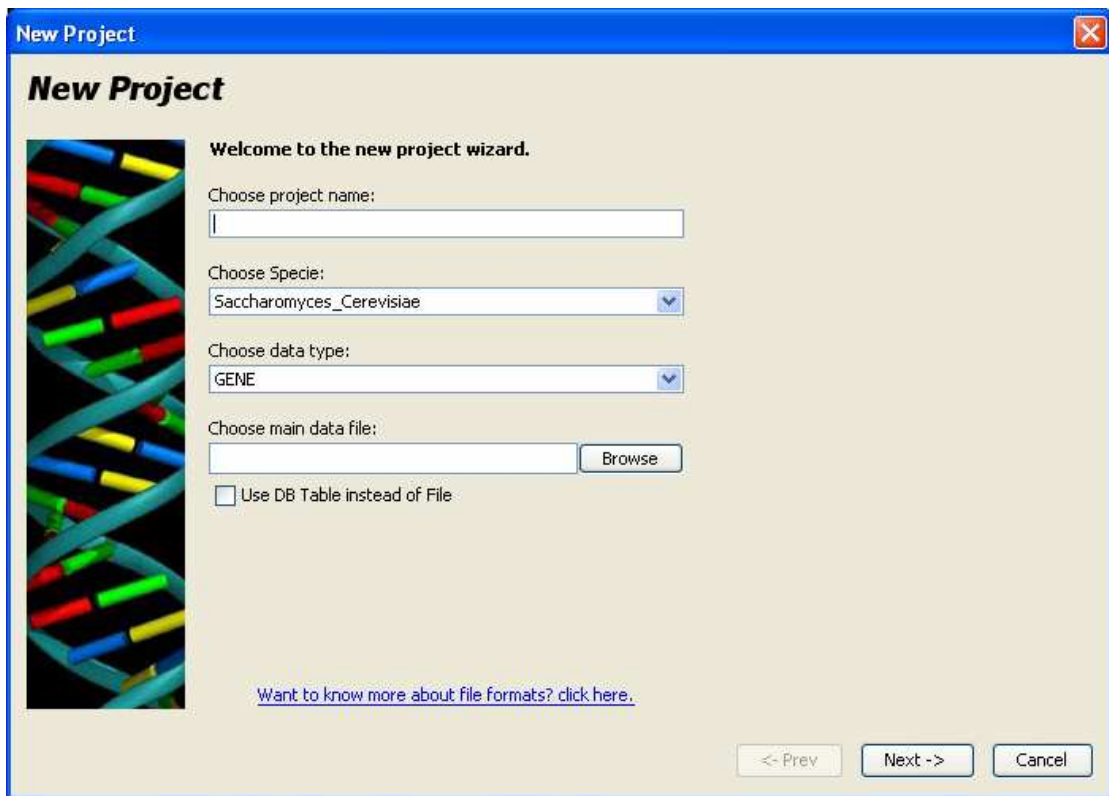 New Project
New Project
Welcome to the new project wizard.
Choose project name:
Choose Specie:
Saccharomyces_Cerevisiae
Choose data type:
GENE
Choose main data file:
Browse
Use DB Table instead of File
Want to know more about file formats? click here.
<- Prev Next -> Cancel